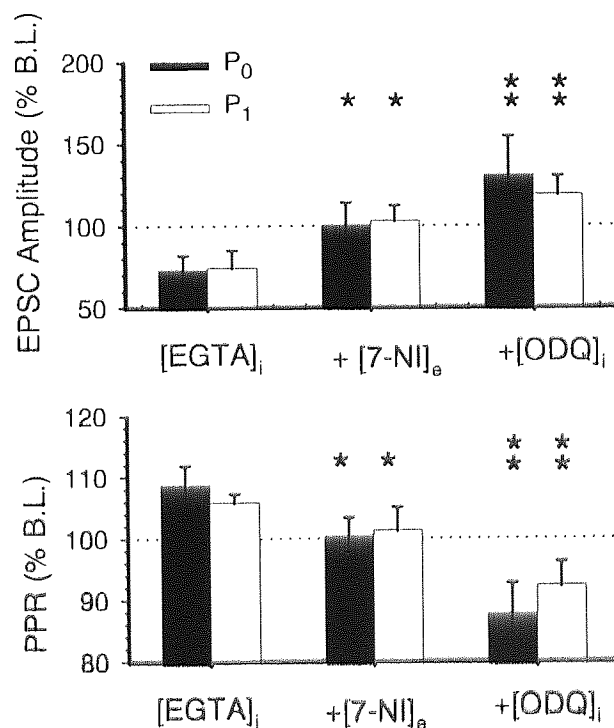 EPSC Amplitude (% B.L.)
200
150
100
50
P0
P1
* *
* *
* *
[EGTA]i + [7-NI]e +[ODQ]i
PPR (% B.L.)
120
110
100
90
80
* *
* *
* *
[EGTA]i +[7-NI]e +[ODQ]i